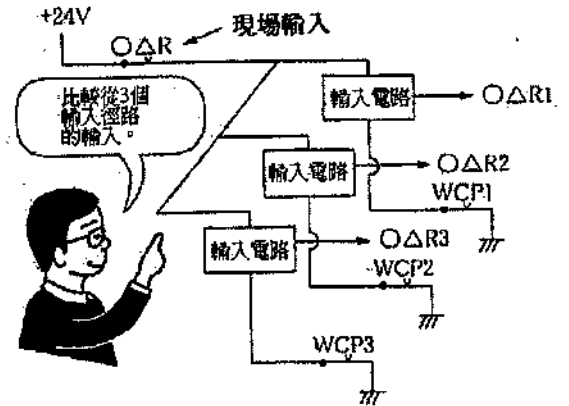 +24V
○△R
現場輸入
比較從3個
輸入徑路
的輸入。
輸入電路
○△R1
輸入電路
○△R2
WCP1
輸入電路
○△R3
WCP2
WCP3